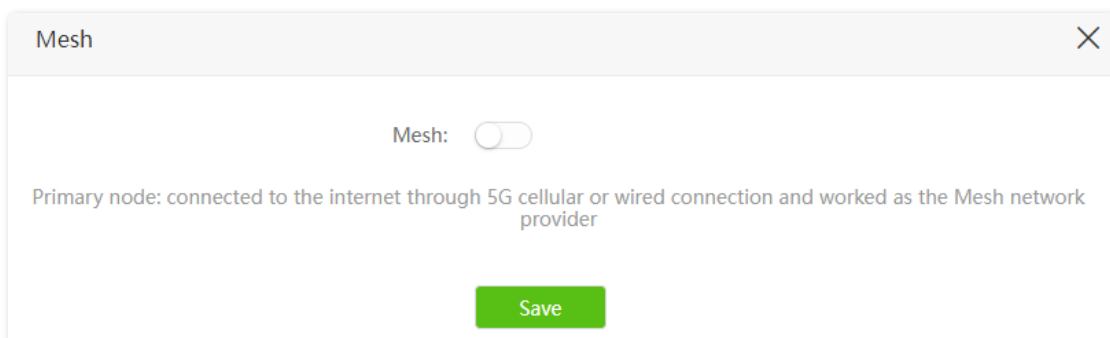 Mesh
Mesh:
Primary node: connected to the internet through 5G cellular or wired connection and worked as the Mesh network
provider
Save